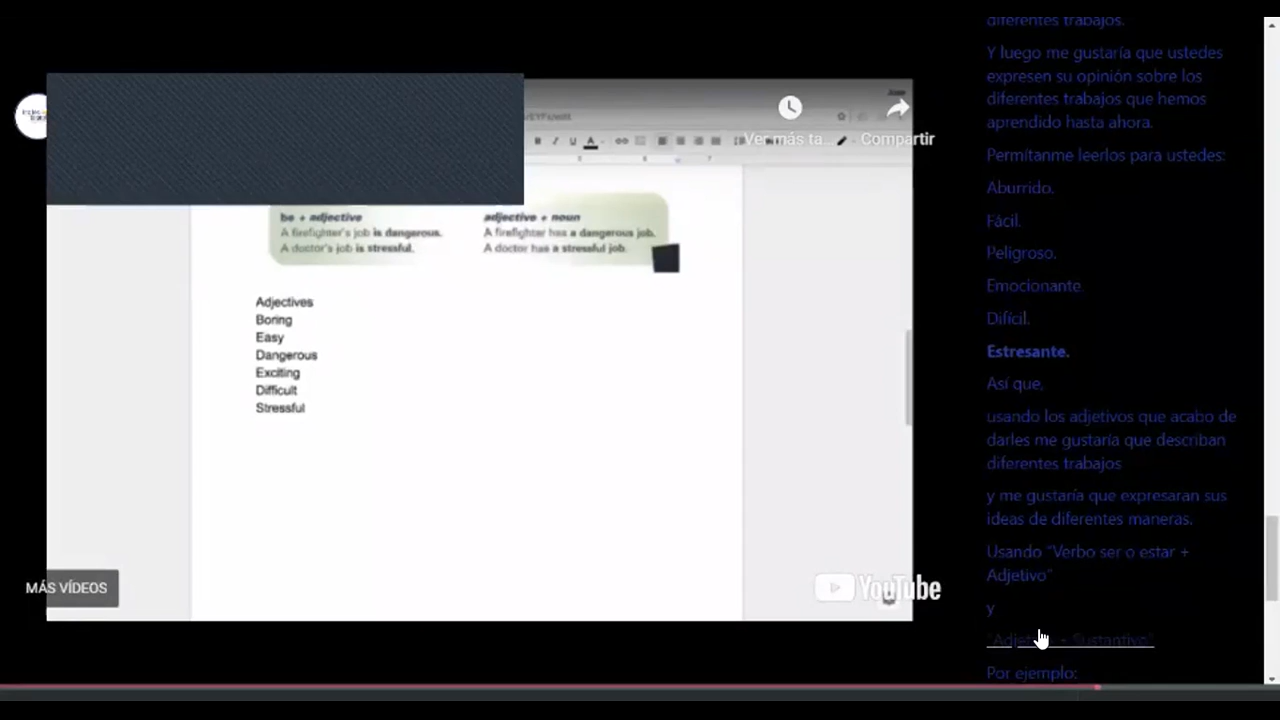 Ver más ta...
Compartir
be + adjective
A firefighter's job is dangerous.
A doctor's job is stressful.
adjective + noun
A firefighter has a dangerous job.
A doctor has a stressful job.
Adjectives
Boring
Easy
Dangerous
Exciting
Difficult
Stressful
MÁS VÍDEOS
YouTube
diferentes trabajos.
Y luego me gustaría que ustedes
expresen su opinión sobre los
diferentes trabajos que hemos
aprendido hasta ahora.
Permítanme leerlos para ustedes:
Aburrido.
Fácil.
Peligroso.
Emocionante.
Difícil.
Estresante.
Así que,
usando los adjetivos que acabo de
darles me gustaría que describan
diferentes trabajos
y me gustaría que expresaran sus
ideas de diferentes maneras.
Usando "Verbo ser o estar +
Adjetivo"
y
+ Sustantivo"
Por ejemplo: